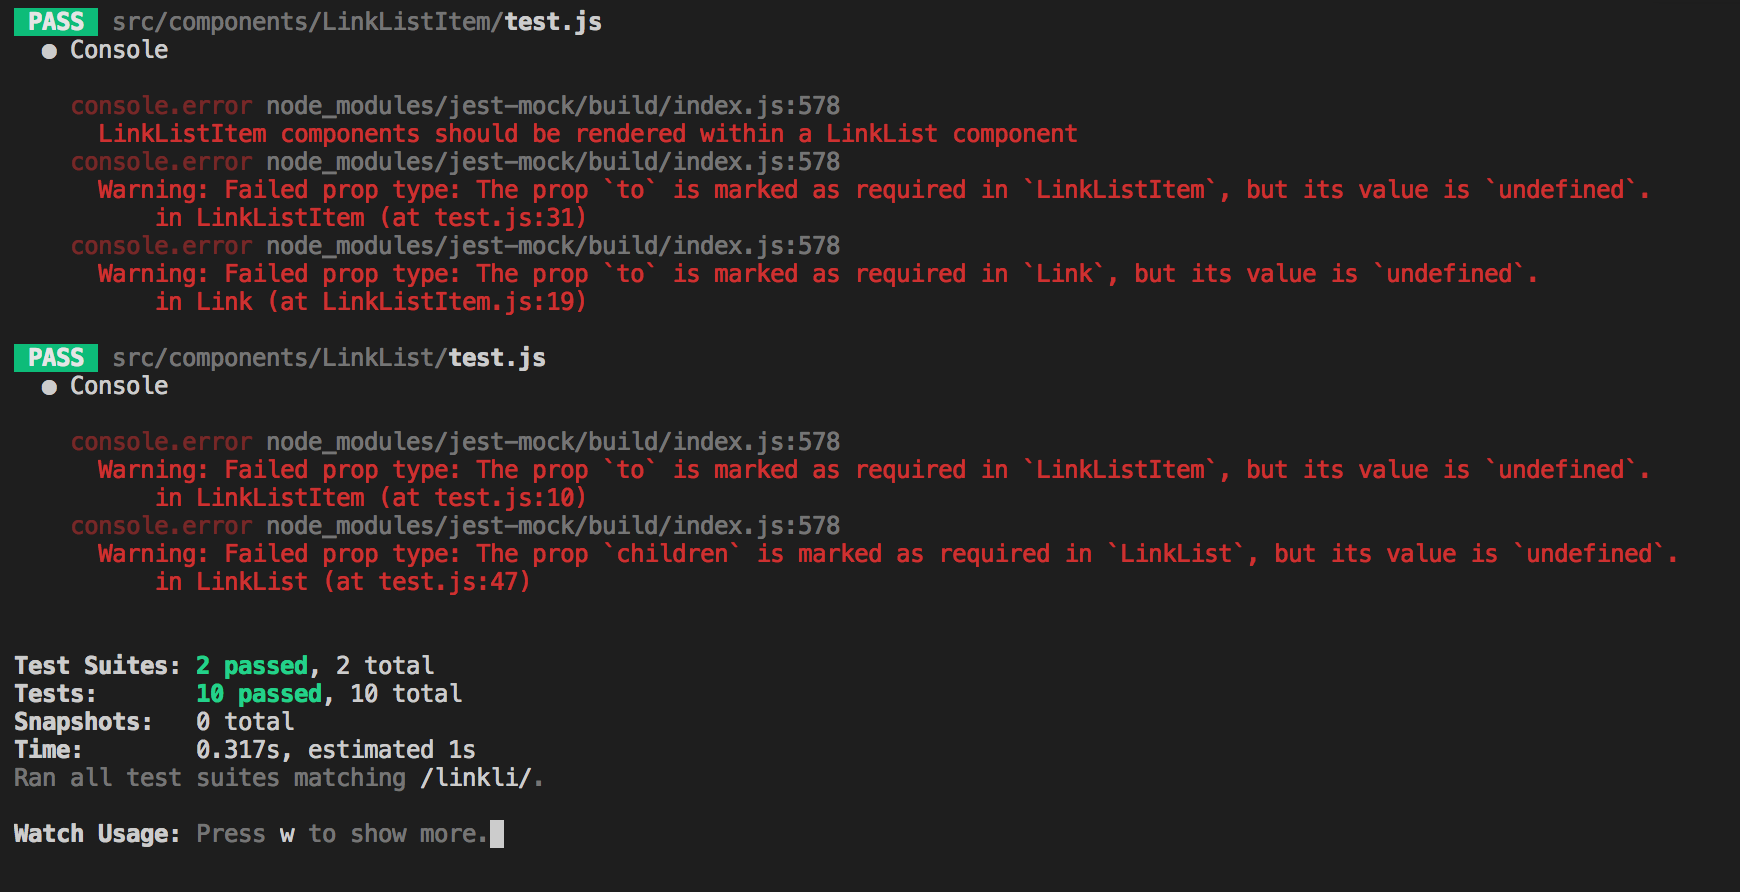 PASS src/components/LinkListItem/test.js
● Console
console.error node_modules/jest-mock/build/index.js:578
LinkListItem components should be rendered within a LinkList component
console.error node_modules/jest-mock/build/index.js:578
Warning: Failed prop type: The prop `to` is marked as required in `LinkListItem`, but its value is `undefined`.
in LinkListItem (at test.js:31)
console.error node_modules/jest-mock/build/index.js:578
Warning: Failed prop type: The prop `to` is marked as required in `Link`, but its value is `undefined`.
in Link (at LinkListItem.js:19)
PASS src/components/LinkList/test.js
● Console
console.error node_modules/jest-mock/build/index.js:578
Warning: Failed prop type: The prop `to` is marked as required in `LinkListItem`, but its value is `undefined`.
in LinkListItem (at test.js:10)
console.error node_modules/jest-mock/build/index.js:578
Warning: Failed prop type: The prop `children` is marked as required in `LinkList`, but its value is `undefined`.
in LinkList (at test.js:47)
Test Suites: 2 passed, 2 total
Tests: 10 passed, 10 total
Snapshots: 0 total
Time: 0.317s, estimated 1s
Ran all test suites matching /linkli/.
Watch Usage: Press w to show more.